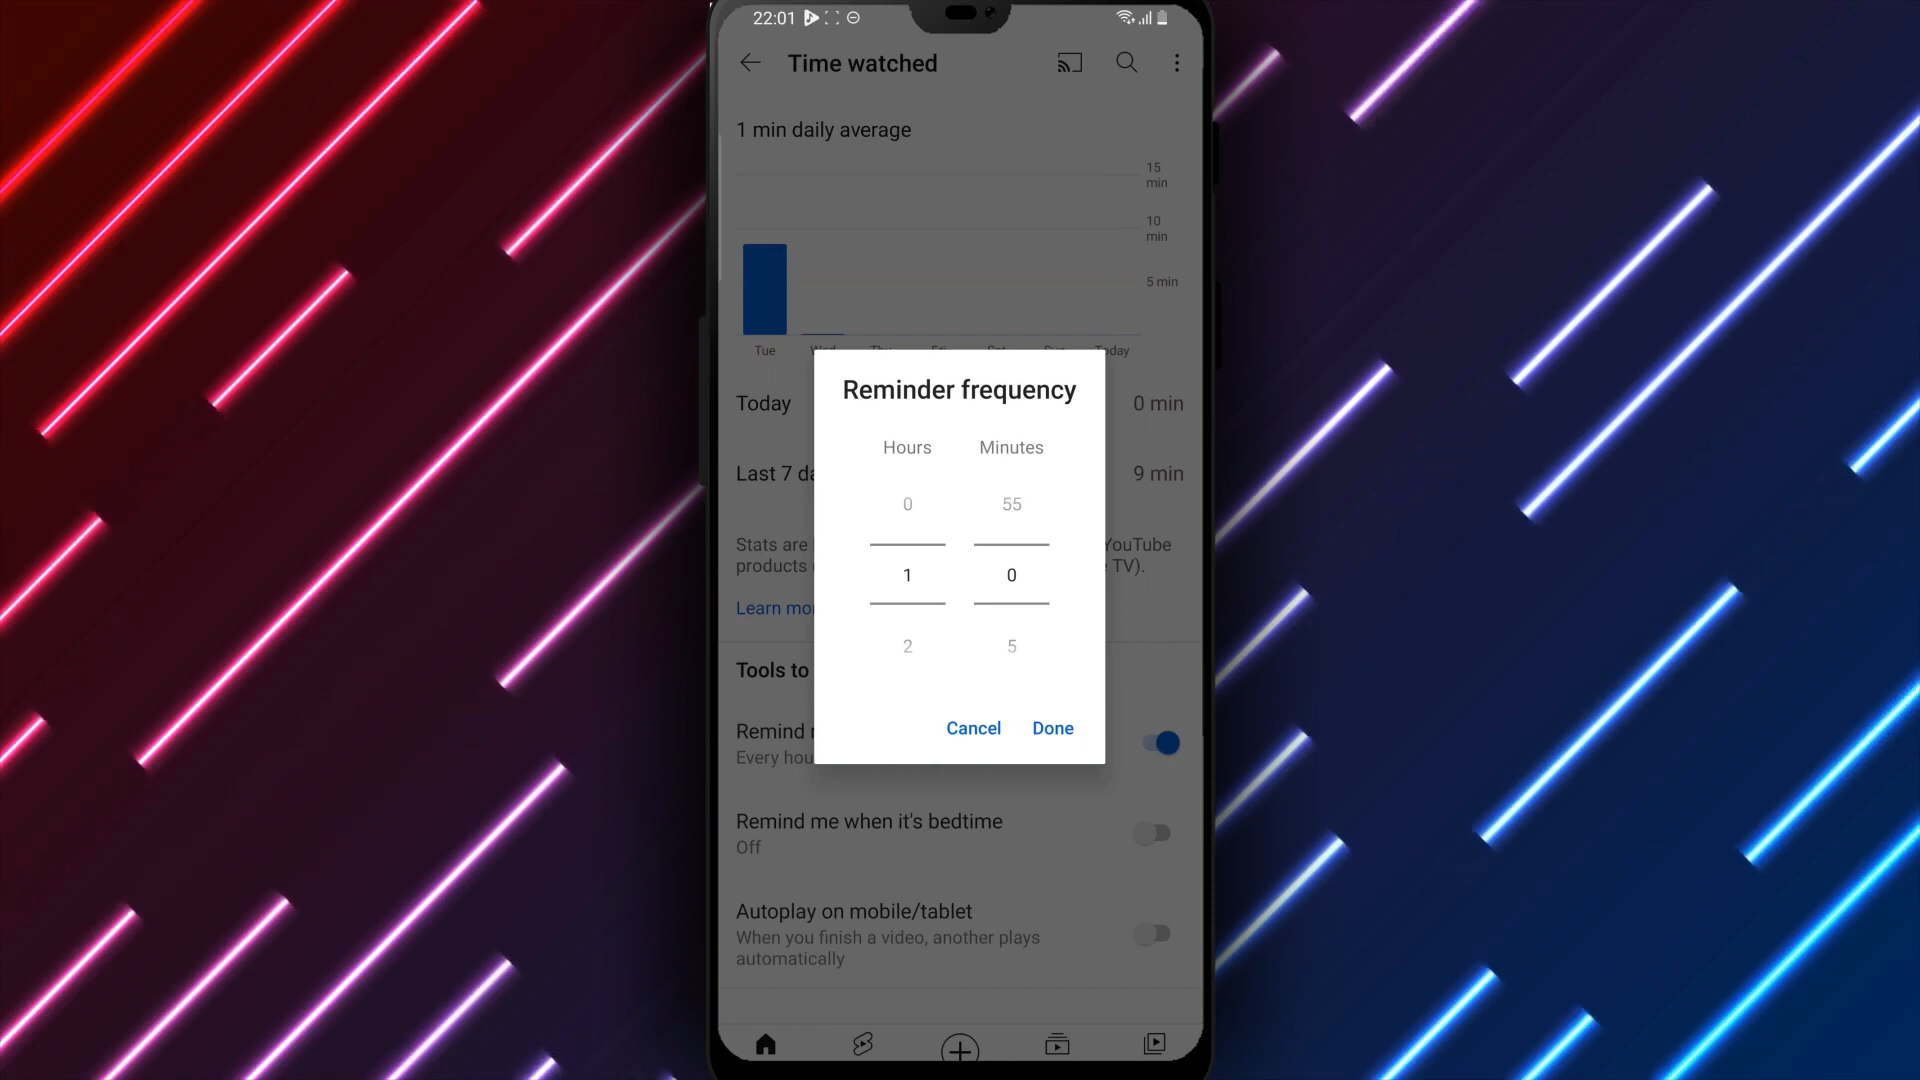 22:01
Time watched
1 min daily average
15
min
10
min
5 min
Tue Today
Reminder frequency
Today 0 min
Hours Minutes
Last 7 da 9 min
0 55
Stats are YouTube
products TV).
1 0
Learn mo
2 5
Tools to
Cancel Done
Remind
Every hou
Remind me when it's bedtime
Off
Autoplay on mobile/tablet
When you finish a video, another plays
automatically